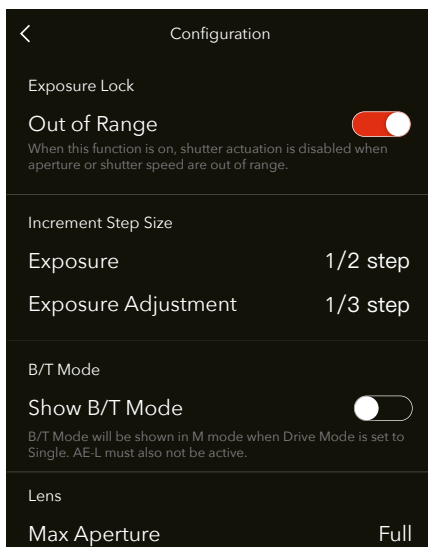 Configuration
Exposure Lock
Out of Range
When this function is on, shutter actuation is disabled when
aperture or shutter speed are out of range.
Increment Step Size
Exposure 1/2 step
Exposure Adjustment 1/3 step
B/T Mode
Show B/T Mode
B/T Mode will be shown in M mode when Drive Mode is set to
Single. AE-L must also not be active.
Lens
Max Aperture Full